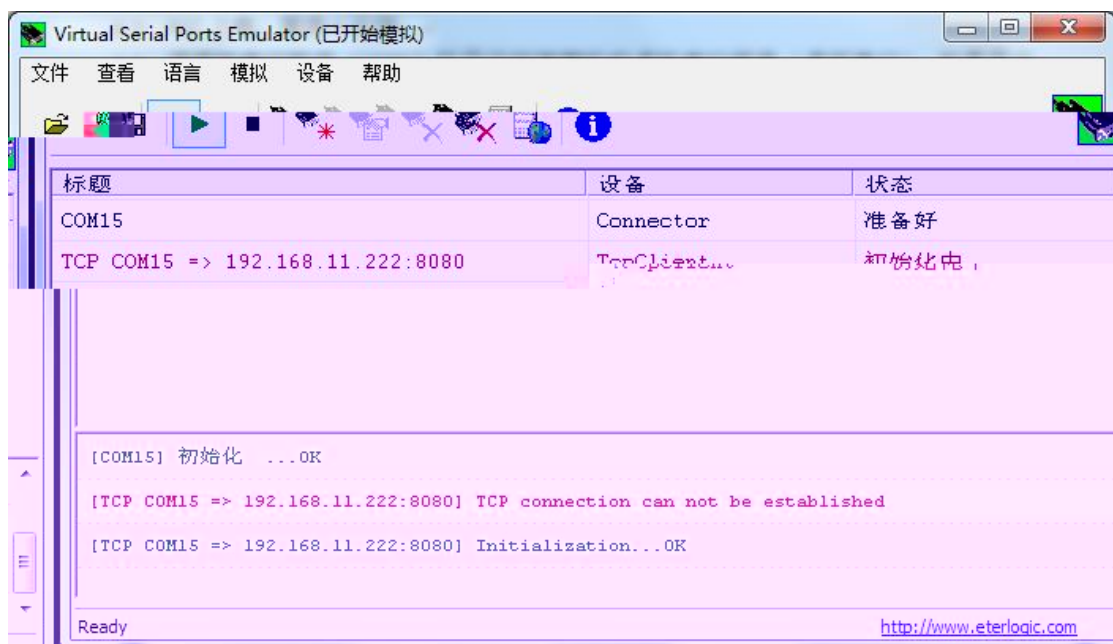 Virtual Serial Ports Emulator (已开始模拟)
文件 查看 语言 模拟 设备 帮助
标题 设备 状态
COM15 Connector 准备好
TCP COM15 => 192.168.11.222:8080 初始化
[COM15] 初始化 ...OK
[TCP COM15 => 192.168.11.222:8080] TCP connection can not be established
[TCP COM15 => 192.168.11.222:8080] Initialization...OK
Ready http://www.eterlogic.com